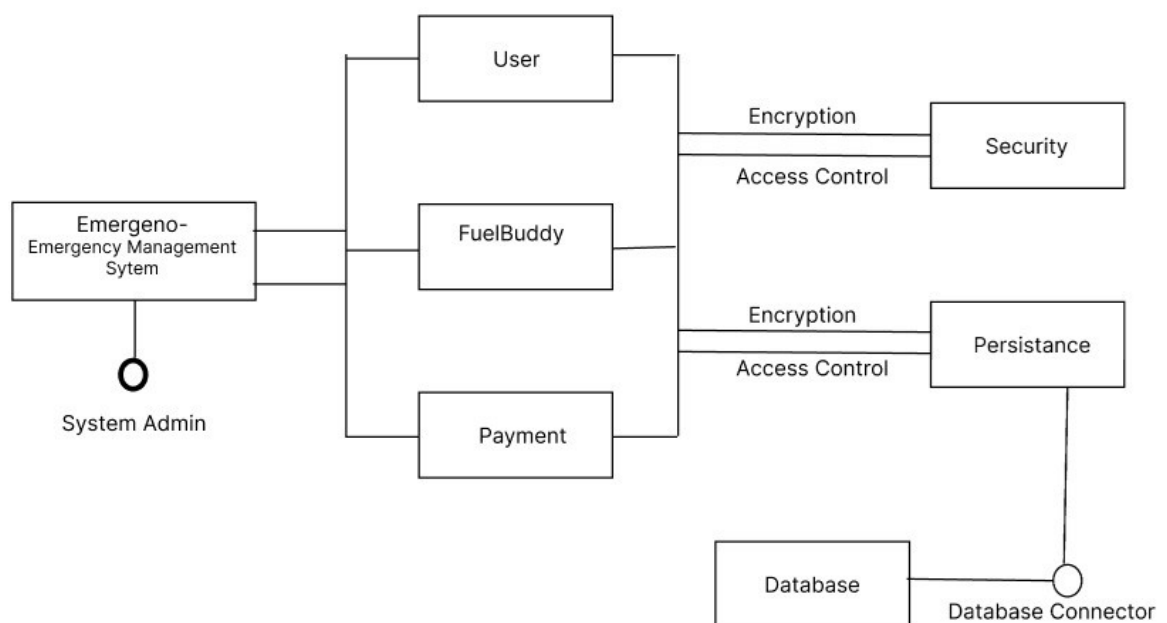 User
Encryption
Security
Access Control
Emergeno-
Emergency Management
Sytem
FuelBuddy
Encryption
Persistance
Access Control
System Admin
Payment
Database
Database Connector